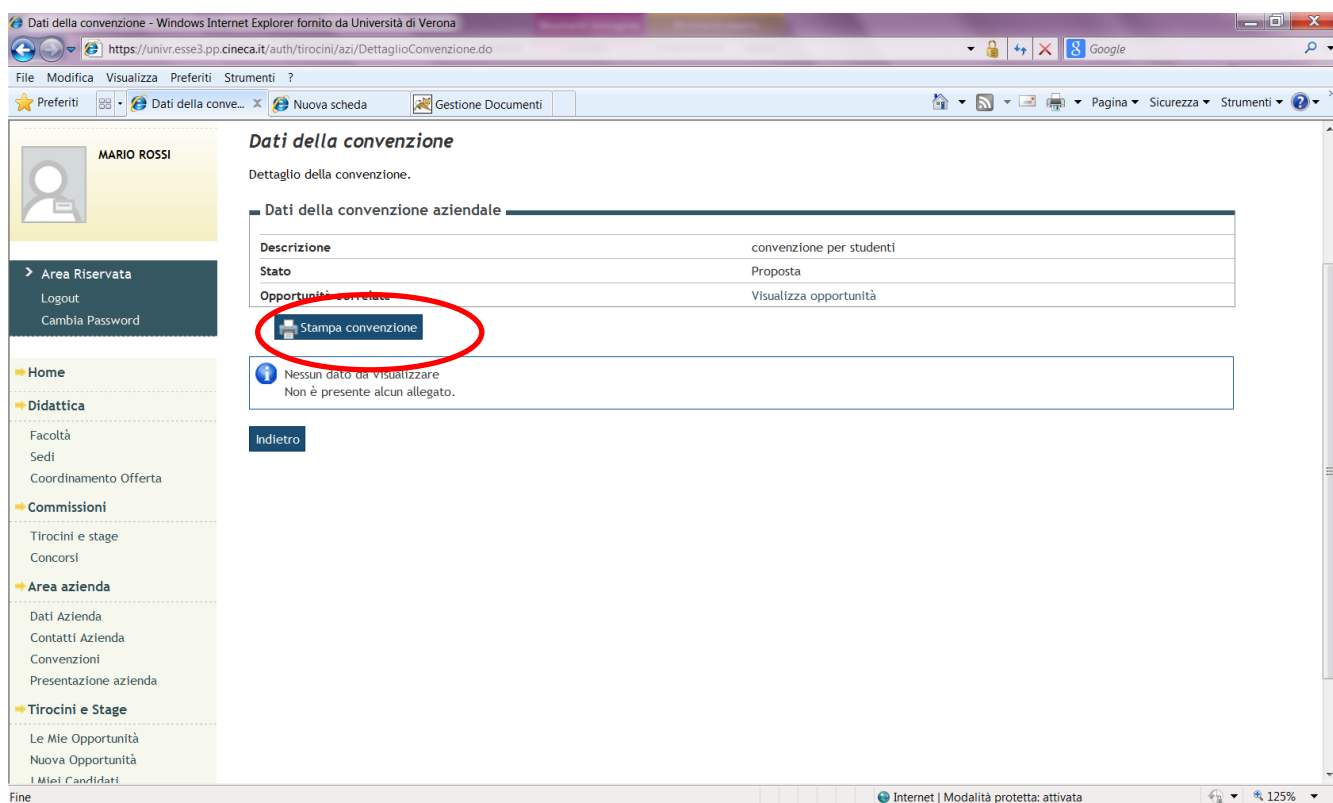 Dati della convenzione - Windows Internet Explorer fornito da Università di Verona
https://univr.esse3.pp.cineca.it/auth/tirocini/azi/DettaglioConvenzione.do
Google
File Modifica Visualizza Preferiti Strumenti ?
Preferiti
Dati della conve...
Nuova scheda
Gestione Documenti
Pagina
Sicurezza
Strumenti
MARIO ROSSI
Area Riservata
Logout
Cambia Password
Home
Didattica
Facoltà
Sedi
Coordinamento Offerta
Commissioni
Tirocini e stage
Concorsi
Area azienda
Dati Azienda
Contatti Azienda
Convenzioni
Presentazione azienda
Tirocini e Stage
Le Mie Opportunità
Nuova Opportunità
I Miei Candidati
Dati della convenzione
Dettaglio della convenzione.
Dati della convenzione aziendale
Descrizione convenzione per studenti
Stato Proposta
Opportunità correlate Visualizza opportunità
Stampa convenzione
Nessun dato da visualizzare
Non è presente alcun allegato.
Indietro
Fine
Internet | Modalità protetta: attivata
125%